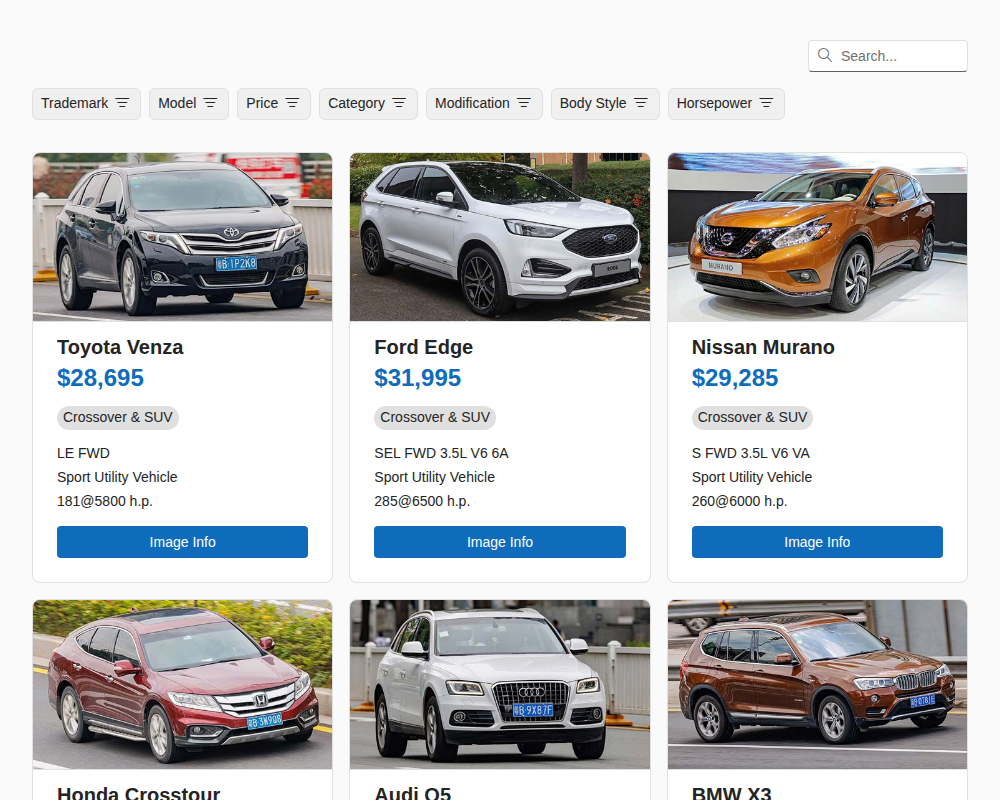 Search...
Trademark
Model
Price
Category
Modification
Body Style
Horsepower
Toyota Venza
$28,695
Crossover & SUV
LE FWD
Sport Utility Vehicle
181@5800 h.p.
Image Info
Ford Edge
$31,995
Crossover & SUV
SEL FWD 3.5L V6 6A
Sport Utility Vehicle
285@6500 h.p.
Image Info
MURANO
Nissan Murano
$29,285
Crossover & SUV
S FWD 3.5L V6 VA
Sport Utility Vehicle
260@6000 h.p.
Image Info
Honda Crosstour
Audi Q5
BMW X3